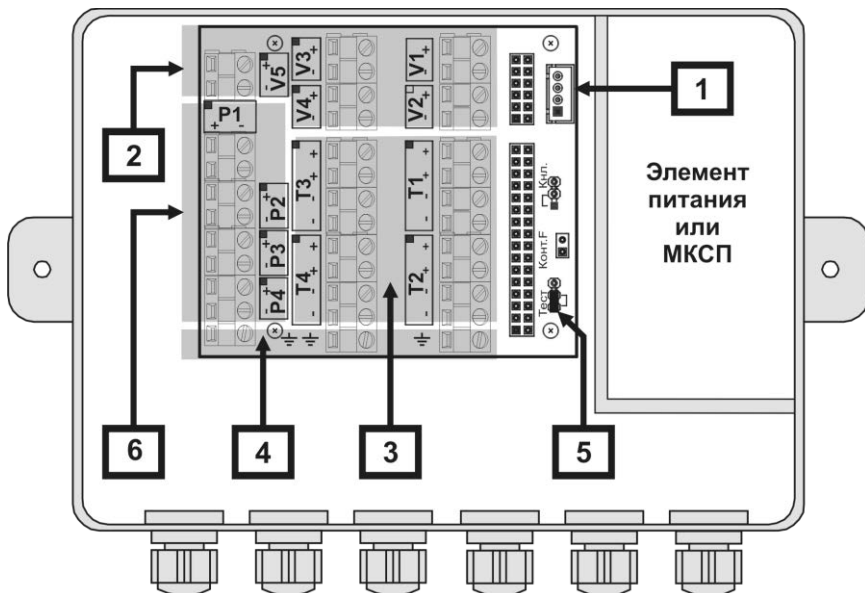 V5
+
-
V3
+
-
V1
+
-
V4
+
-
V2
+
-
P1
+ -
1
2
Элемент
питания
или
МКСП
T3
+
+
-
-
T1
+
+
-
-
Кнп.
P2
+
-
P3
+
-
Конт.F
P4
+
-
T4
+
+
-
-
T2
+
+
-
-
Тест
6
4
3
5